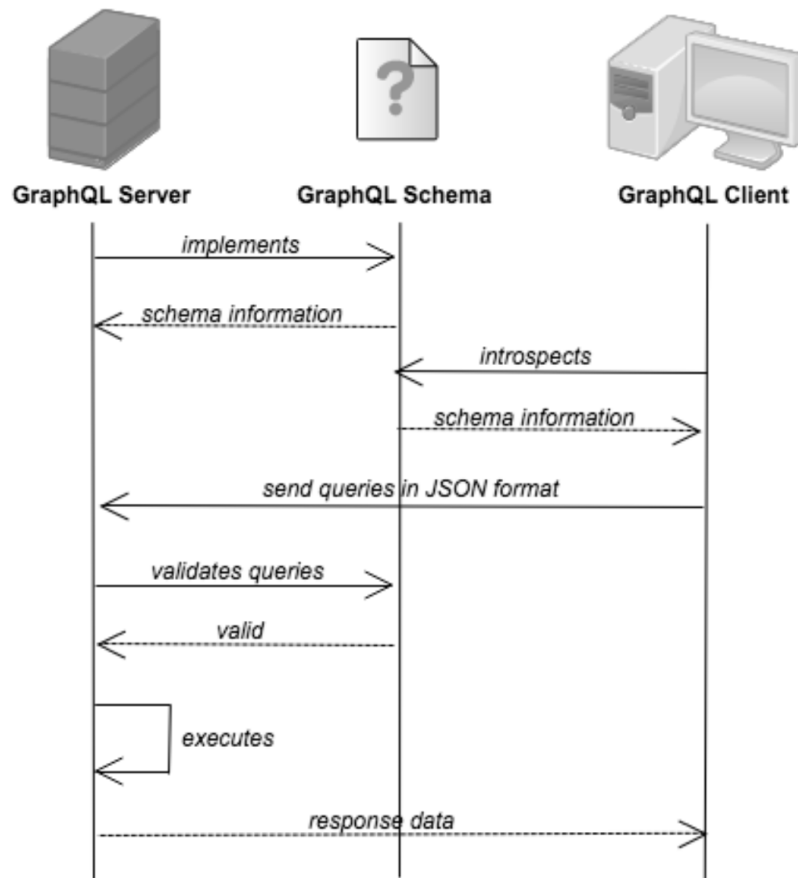 GraphQL Server
GraphQL Schema
GraphQL Client
implements
schema information
introspects
schema information
send queries in JSON format
validates queries
valid
executes
response data